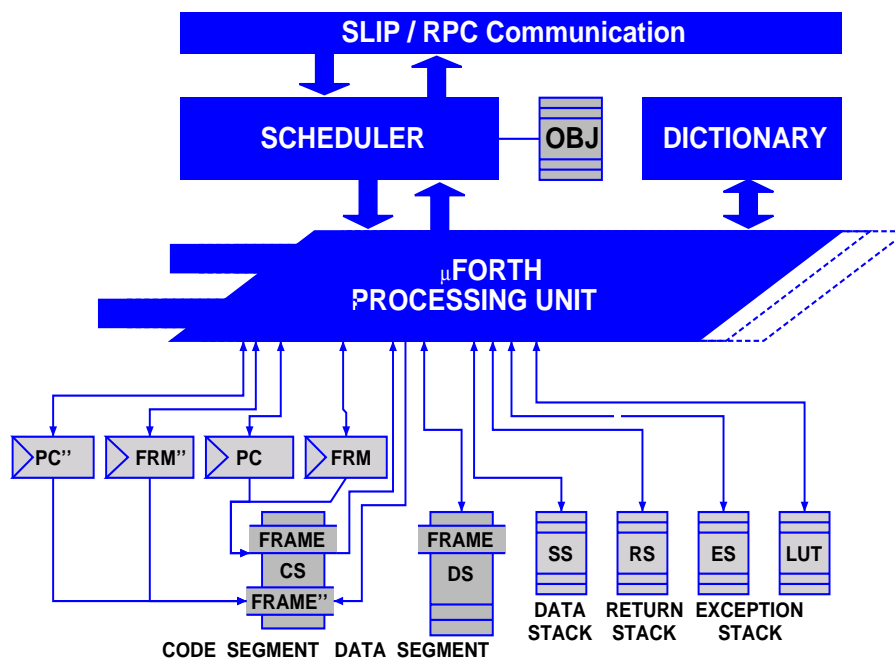 SLIP / RPC Communication
SCHEDULER
OBJ
DICTIONARY
µFORTH
PROCESSING UNIT
PC’’
FRM’’
PC
FRM
FRAME
FRAME
CS
DS
SS
RS
ES
LUT
FRAME’’
DATA
STACK
RETURN
STACK
EXCEPTION
STACK
CODE SEGMENT
DATA SEGMENT